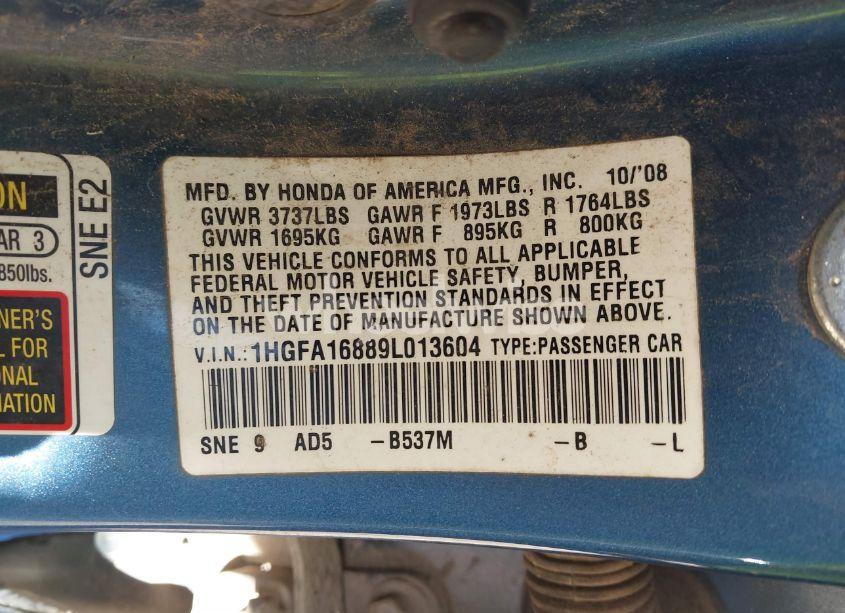 ON
AR 3
850lbs.
SNE E2
NER'S
L FOR
ONAL
MATION
MFD. BY HONDA OF AMERICA MFG., INC. 10/'08
GVWR 3737LBS GAWR F 1973LBS R 1764LBS
GVWR 1695KG GAWR F 895KG R 800KG
THIS VEHICLE CONFORMS TO ALL APPLICABLE
FEDERAL MOTOR VEHICLE SAFETY, BUMPER,
AND THEFT PREVENTION STANDARDS IN EFFECT
ON THE DATE OF MANUFACTURE SHOWN ABOVE.
V.I.N.: 1HGFA16889L013604 TYPE:PASSENGER CAR
SNE 9 AD5 -B537M -B -L